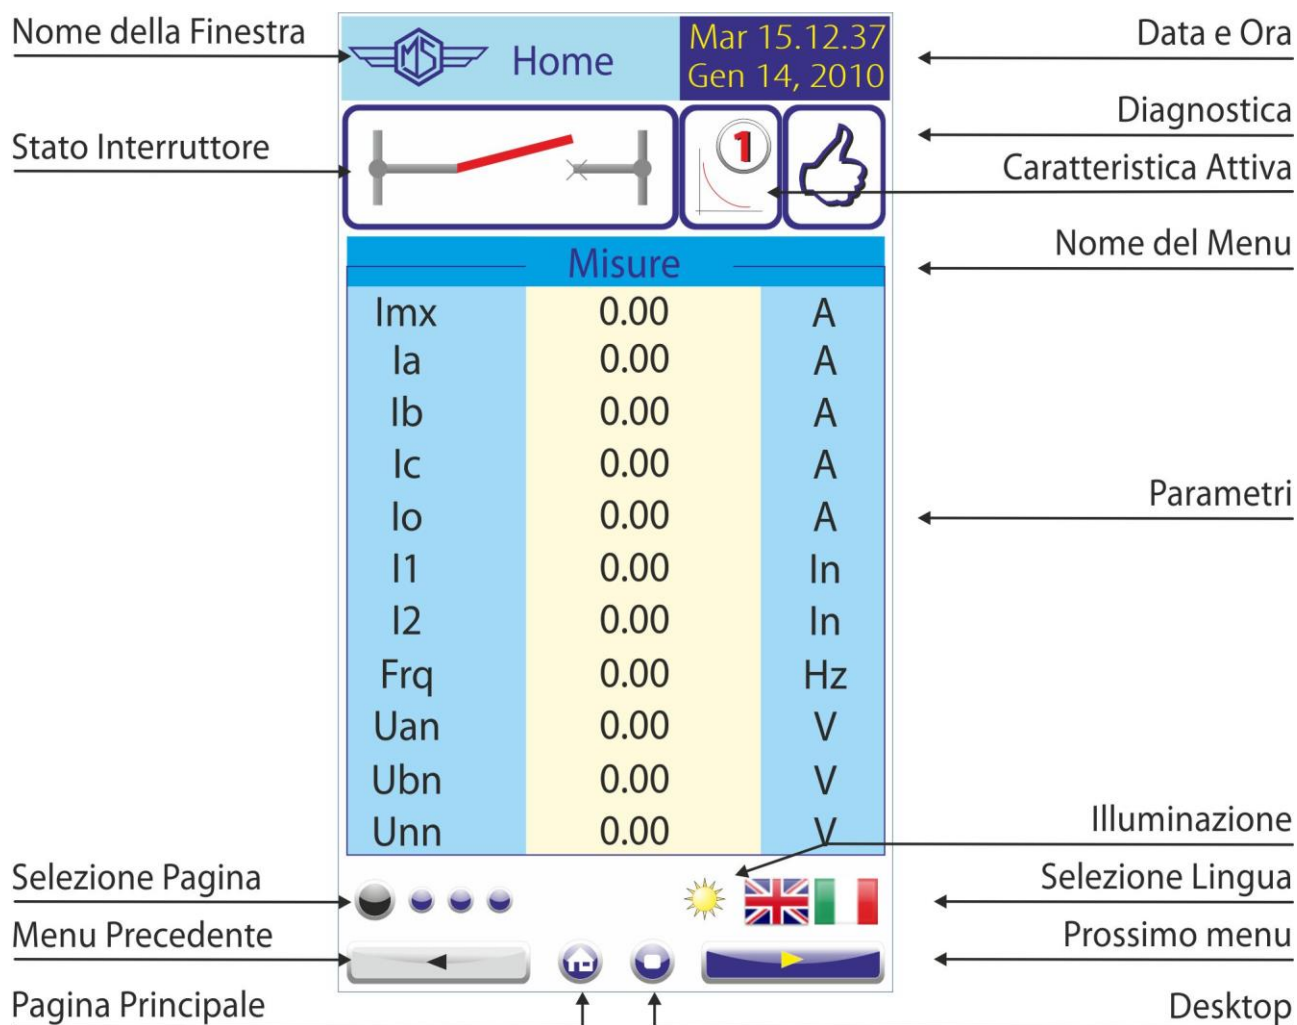 Nome della Finestra
MS Home
Mar 15.12.37
Gen 14, 2010
Data e Ora
Diagnostica
Stato Interruttore
1
Caratteristica Attiva
Nome del Menu
Misure
Imx 0.00 A
Ia 0.00 A
Ib 0.00 A
Ic 0.00 A
Parametri
Io 0.00 A
I1 0.00 In
I2 0.00 In
Frq 0.00 Hz
Uan 0.00 V
Ubn 0.00 V
Unn 0.00 V
Illuminazione
Selezione Pagina
Selezione Lingua
Menu Precedente
Prossimo menu
Pagina Principale
Desktop